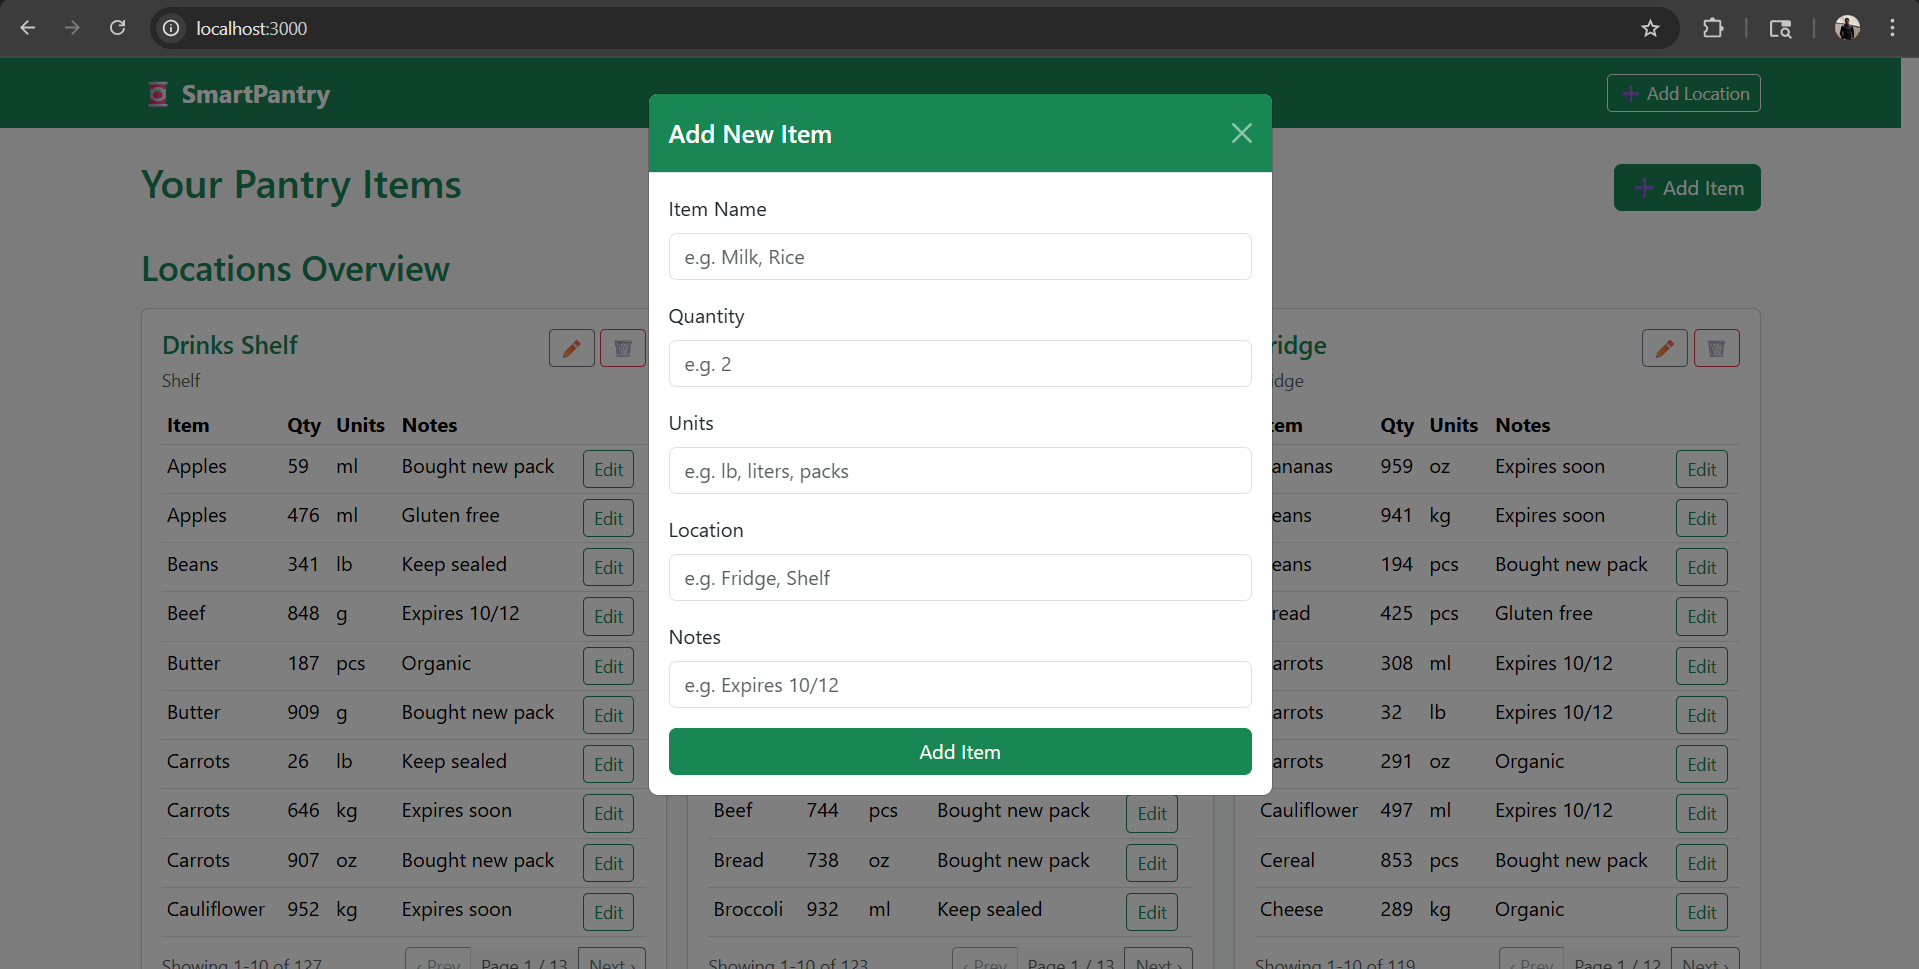 localhost:3000
SmartPantry
Add Location
Add New Item
Your Pantry Items
Add Item
Item Name
e.g. Milk, Rice
Locations Overview
Quantity
e.g. 2
Units
e.g. lb, liters, packs
Location
e.g. Fridge, Shelf
Notes
e.g. Expires 10/12
Add Item
Drinks Shelf
Shelf
Item Qty Units Notes
Apples 59 ml Bought new pack Edit
Apples 476 ml Gluten free Edit
Beans 341 lb Keep sealed Edit
Beef 848 g Expires 10/12 Edit
Butter 187 pcs Organic Edit
Butter 909 g Bought new pack Edit
Carrots 26 lb Keep sealed Edit
Carrots 646 kg Expires soon Edit
Carrots 907 oz Bought new pack Edit
Cauliflower 952 kg Expires soon Edit
Showing 1-10 of 127 ‹ Prev Page 1 / 13 Next ›
Beef 744 pcs Bought new pack Edit
Bread 738 oz Bought new pack Edit
Broccoli 932 ml Keep sealed Edit
Showing 1-10 of 123 ‹ Prev Page 1 / 13 Next ›
ridge
idge
em Qty Units Notes
ananas 959 oz Expires soon Edit
eans 941 kg Expires soon Edit
eans 194 pcs Bought new pack Edit
read 425 pcs Gluten free Edit
arrots 308 ml Expires 10/12 Edit
arrots 32 lb Expires 10/12 Edit
arrots 291 oz Organic Edit
Cauliflower 497 ml Expires 10/12 Edit
Cereal 853 pcs Bought new pack Edit
Cheese 289 kg Organic Edit
Showing 1-10 of 119 ‹ Prev Page 1 / 12 Next ›